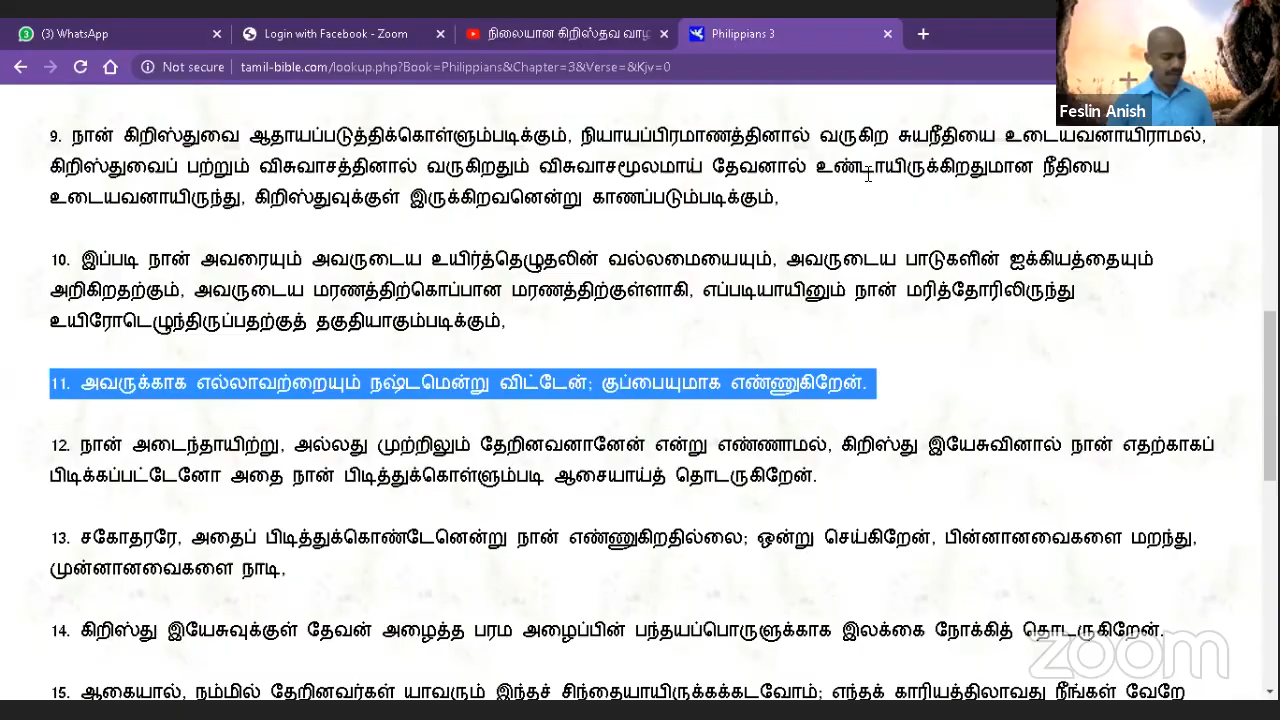 (3) WhatsApp
Login with Facebook - Zoom
நிலையான கிறிஸ்தவ வாழ
Philippians 3
Not secure
tamil-bible.com/lookup.php?Book=Philippians&Chapter=3&Verse=&Kjv=0
Feslin Anish
9. நான் கிறிஸ்துவை ஆதாயப்படுத்திக்கொள்ளும்படிக்கும், நியாயப்பிரமாணத்தினால் வருகிற சுயநீதியை உடையவனாயிராமல்,
கிறிஸ்துவைப் பற்றும் விசுவாசத்தினால் வருகிறதும் விசுவாசமூலமாய் தேவனால் உண்டாயிருக்கிறதுமான நீதியை
உடையவனாயிருந்து, கிறிஸ்துவுக்குள் இருக்கிறவனென்று காணப்படும்படிக்கும்,
10. இப்படி நான் அவரையும் அவருடைய உயிர்த்தெழுதலின் வல்லமையையும், அவருடைய பாடுகளின் ஐக்கியத்தையும்
அறிகிறதற்கும், அவருடைய மரணத்திற்கொப்பான மரணத்திற்குள்ளாகி, எப்படியாயினும் நான் மரித்தோரிலிருந்து
உயிரோடெழுந்திருப்பதற்குத் தகுதியாகும்படிக்கும்,
11. அவருக்காக எல்லாவற்றையும் நஷ்டமென்று விட்டேன்; குப்பையுமாக எண்ணுகிறேன்.
12. நான் அடைந்தாயிற்று, அல்லது முற்றிலும் தேறினவனானேன் என்று எண்ணாமல், கிறிஸ்து இயேசுவினால் நான் எதற்காகப்
பிடிக்கப்பட்டேனோ அதை நான் பிடித்துக்கொள்ளும்படி ஆசையாய்த் தொடருகிறேன்.
13. சகோதரரே, அதைப் பிடித்துக்கொண்டேனென்று நான் எண்ணுகிறதில்லை; ஒன்று செய்கிறேன், பின்னானவைகளை மறந்து,
முன்னானவைகளை நாடி,
14. கிறிஸ்து இயேசுவுக்குள் தேவன் அழைத்த பரம அழைப்பின் பந்தயப்பொருளுக்காக இலக்கை நோக்கித் தொடருகிறேன்.
zoom
15. ஆகையால், நம்மில் தேறினவர்கள் யாவரும் இந்தச் சிந்தையாயிருக்கக்கடவோம்; எந்தக் காரியத்திலாவது நீங்கள் வேறே